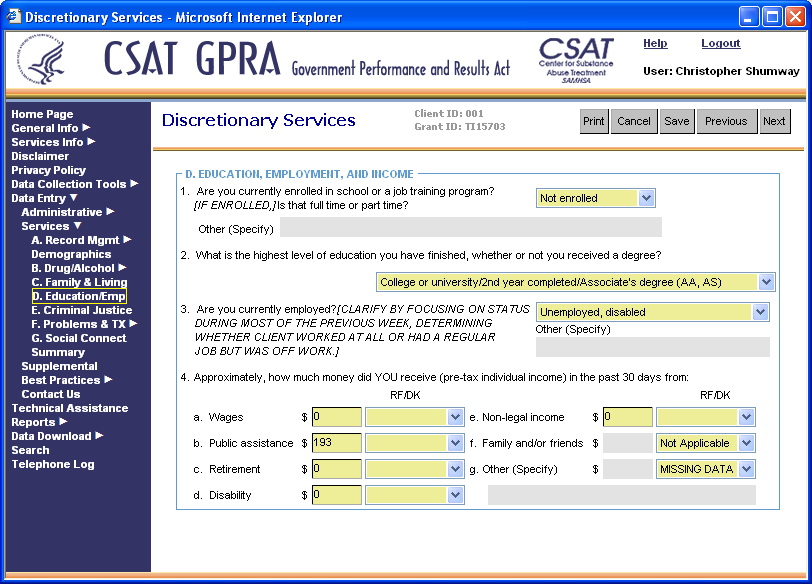 Discretionary Services - Microsoft Internet Explorer
CSAT GPRA Government Performance and Results Act
CSAT
Center for Substance
Abuse Treatment
SAMHSA
Help Logout
User: Christopher Shumway
Home Page
General Info
Services Info
Disclaimer
Privacy Policy
Data Collection Tools
Data Entry
Administrative
Services
A. Record Mgmt
Demographics
B. Drug/Alcohol
C. Family & Living
D. Education/Emp
E. Criminal Justice
F. Problems & TX
G. Social Connect
Summary
Supplemental
Best Practices
Contact Us
Technical Assistance
Reports
Data Download
Search
Telephone Log
Discretionary Services
Client ID: 001
Grant ID: TI15703
Print Cancel Save Previous Next
D. EDUCATION, EMPLOYMENT, AND INCOME
1. Are you currently enrolled in school or a job training program?
[IF ENROLLED,]Is that full time or part time?
Not enrolled
Other (Specify)
2. What is the highest level of education you have finished, whether or not you received a degree?
College or university/2nd year completed/Associate's degree (AA, AS)
3. Are you currently employed?[CLARIFY BY FOCUSING ON STATUS
DURING MOST OF THE PREVIOUS WEEK, DETERMINING
WHETHER CLIENT WORKED AT ALL OR HAD A REGULAR
JOB BUT WAS OFF WORK.]
Unemployed, disabled
Other (Specify)
4. Approximately, how much money did YOU receive (pre-tax individual income) in the past 30 days from:
RF/DK RF/DK
a. Wages $ 0 e. Non-legal income $ 0
b. Public assistance $ 193 f. Family and/or friends $ Not Applicable
c. Retirement $ 0 g. Other (Specify) $ MISSING DATA
d. Disability $ 0